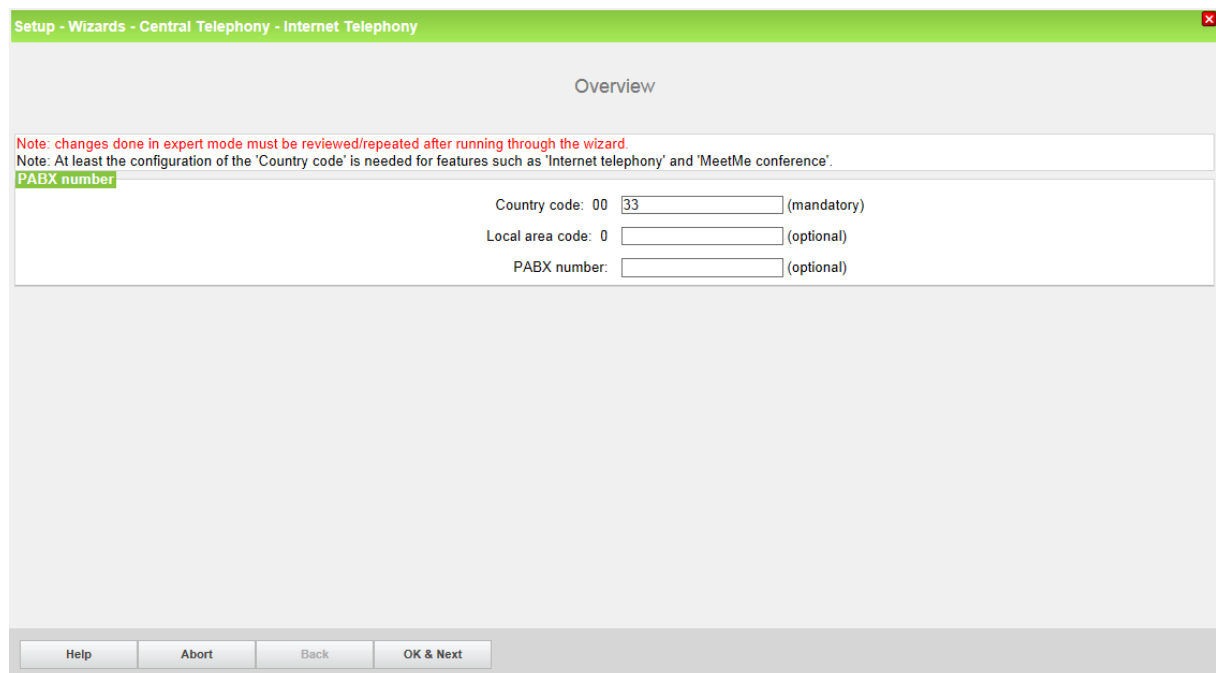 Setup - Wizards - Central Telephony - Internet Telephony
Overview
Note: changes done in expert mode must be reviewed/repeated after running through the wizard.
Note: At least the configuration of the 'Country code' is needed for features such as 'Internet telephony' and 'MeetMe conference'.
PABX number
Country code: 00 33 (mandatory)
Local area code: 0 (optional)
PABX number: (optional)
Help Abort Back OK & Next